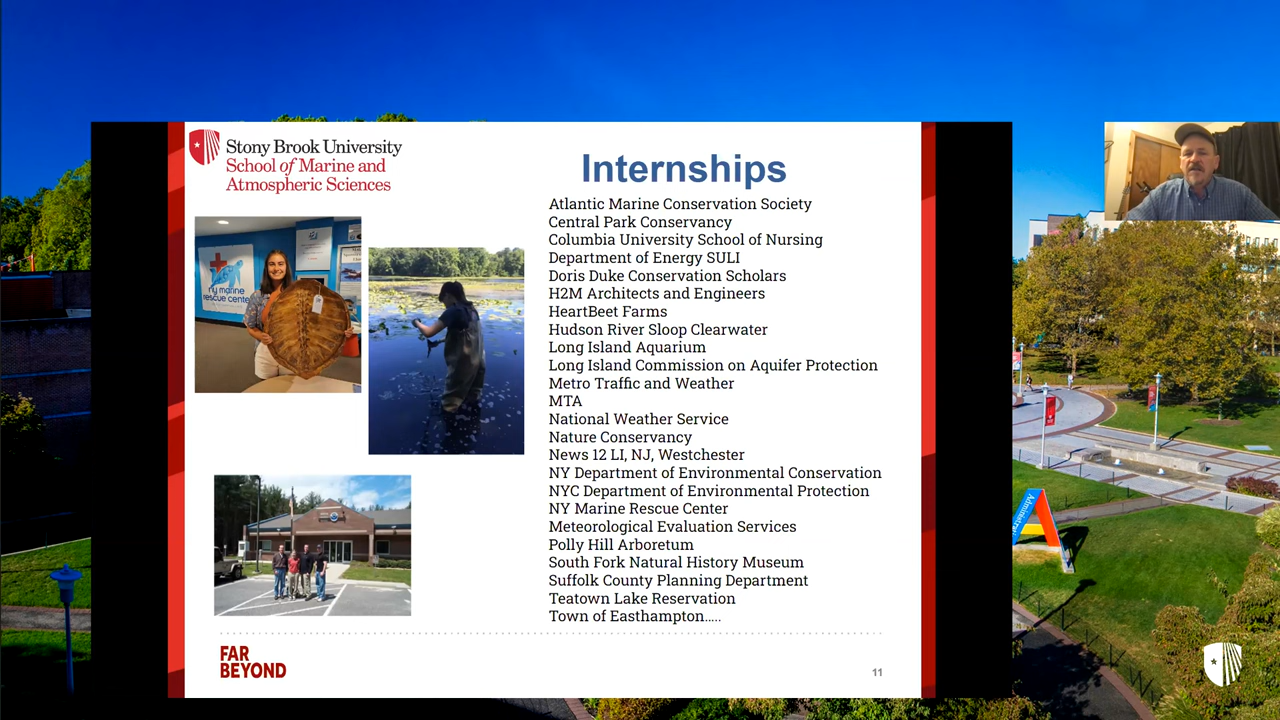 Stony Brook University
School of Marine and
Atmospheric Sciences
Internships
Atlantic Marine Conservation Society
Central Park Conservancy
Columbia University School of Nursing
Department of Energy SULI
Doris Duke Conservation Scholars
H2M Architects and Engineers
HeartBeet Farms
Hudson River Sloop Clearwater
Long Island Aquarium
Long Island Commission on Aquifer Protection
Metro Traffic and Weather
MTA
National Weather Service
Nature Conservancy
News 12 LI, NJ, Westchester
NY Department of Environmental Conservation
NYC Department of Environmental Protection
NY Marine Rescue Center
Meteorological Evaluation Services
Polly Hill Arboretum
South Fork Natural History Museum
Suffolk County Planning Department
Teatown Lake Reservation
Town of Easthampton.....
ny marine
rescue cente
FAR
BEYOND
11